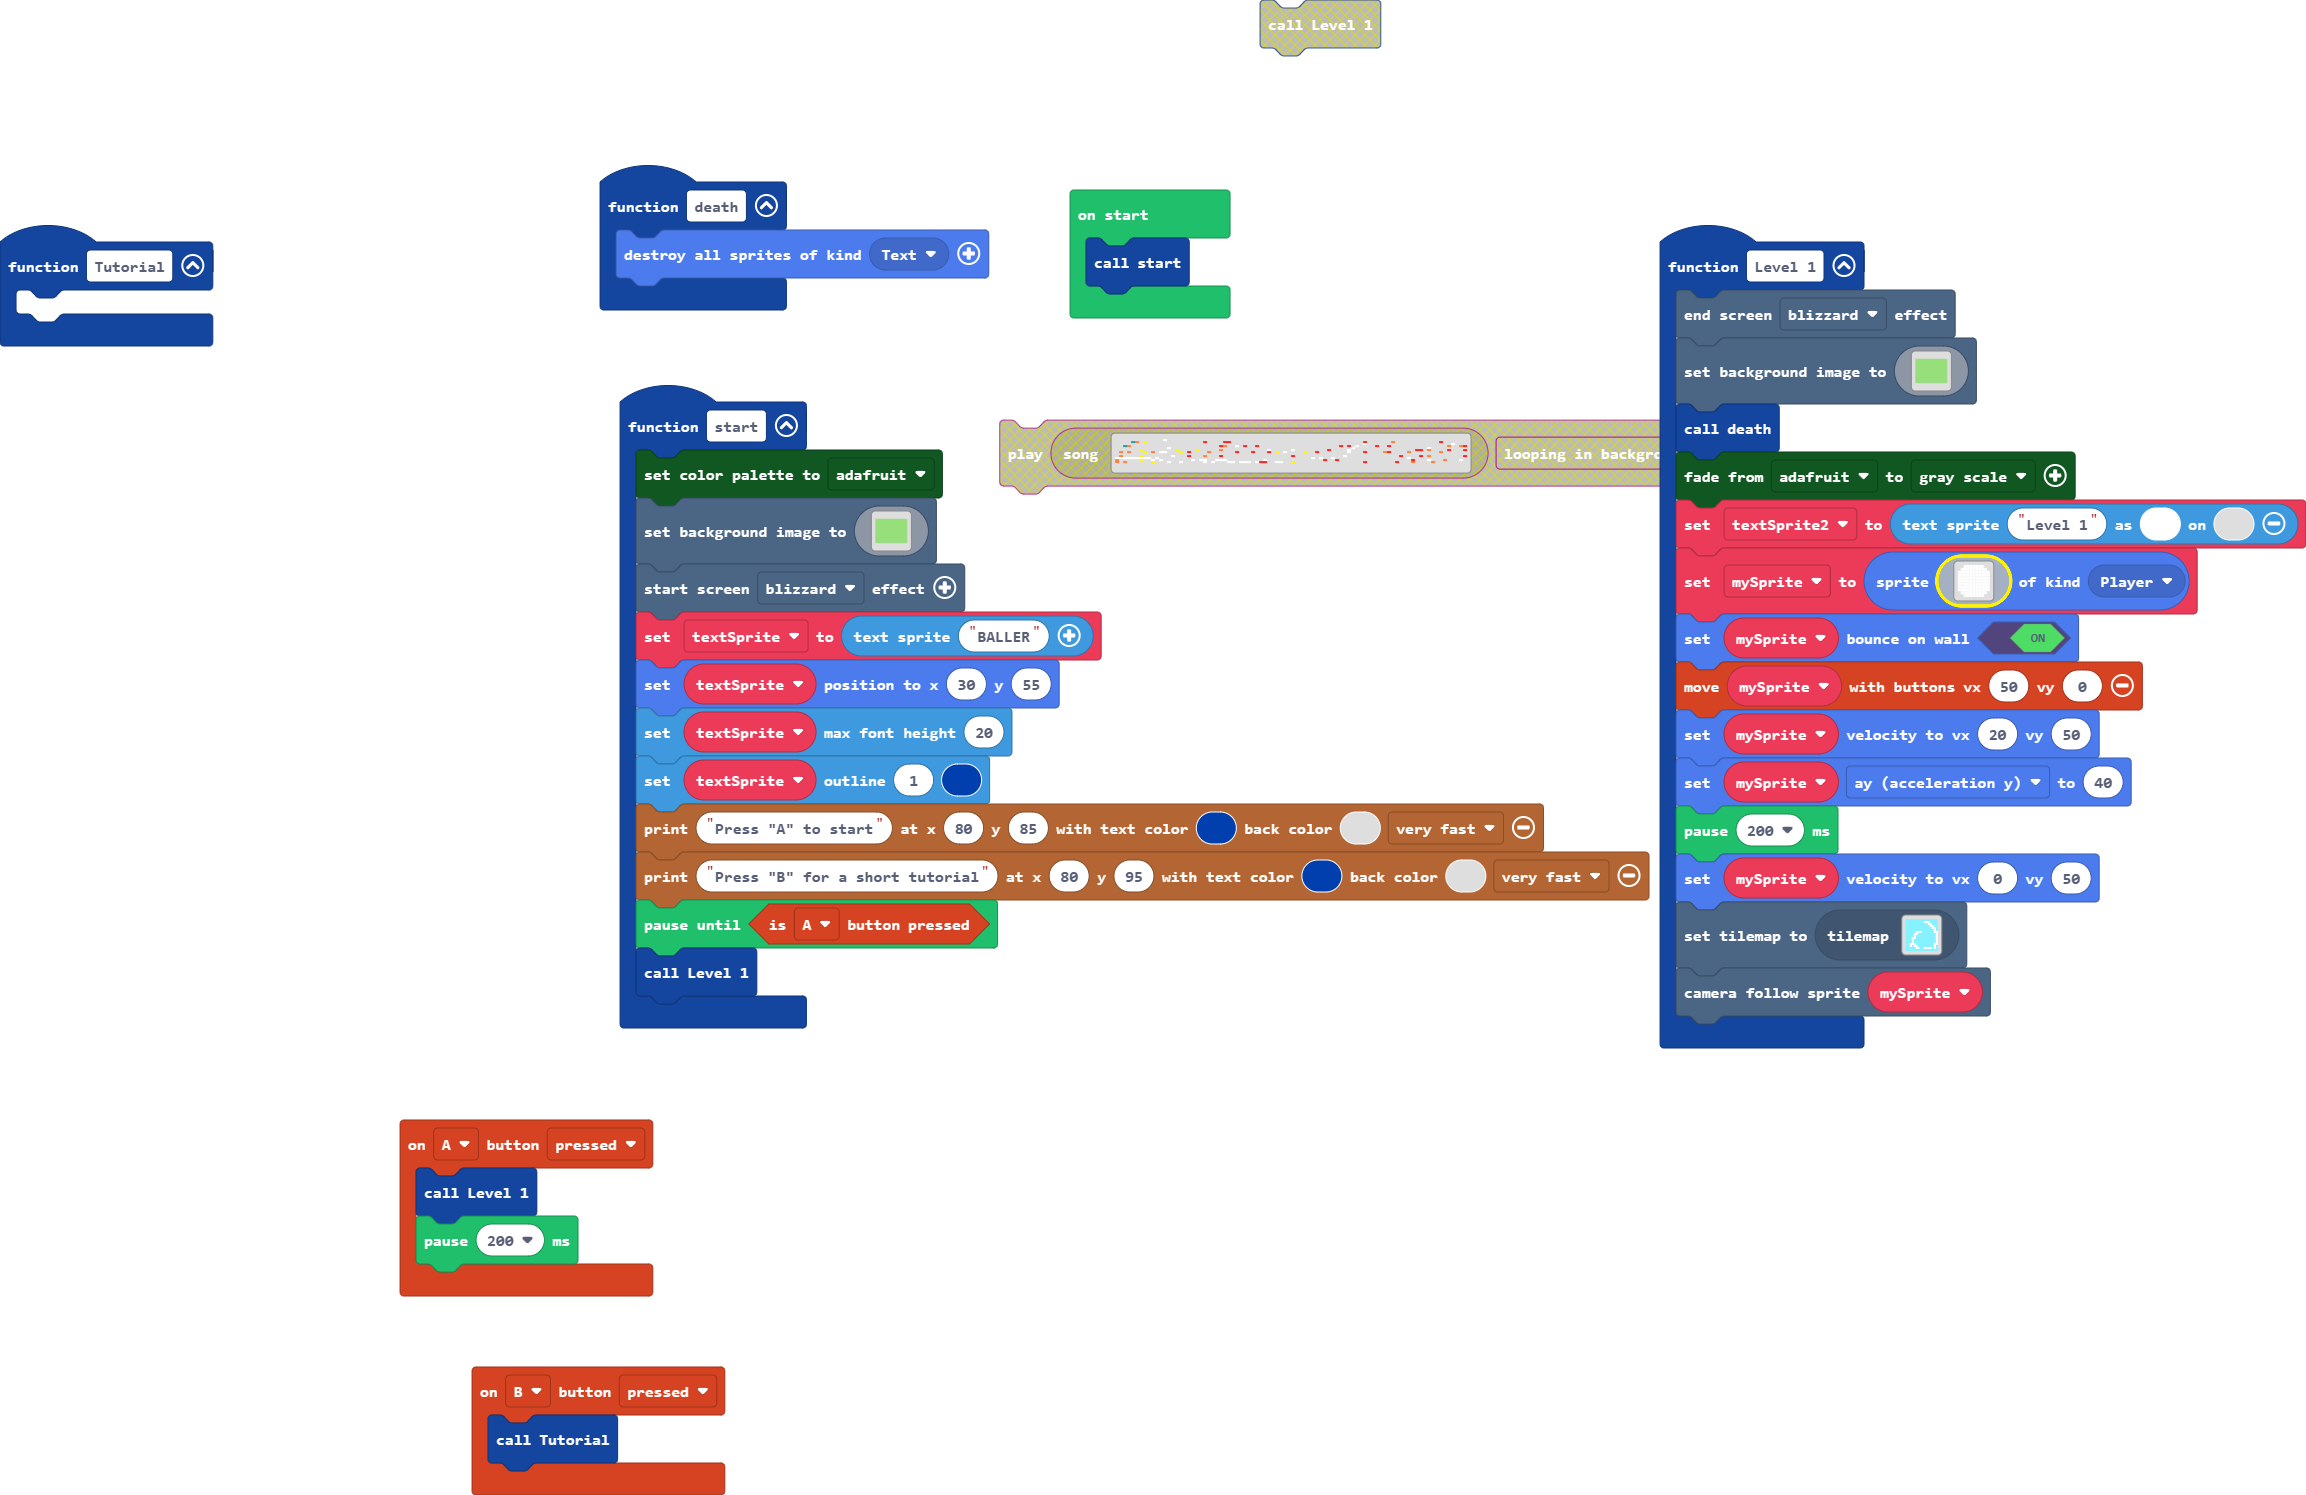 call Level 1
function Tutorial
function death
destroy all sprites of kind Text
on start
call start
function start
set color palette to adafruit
set background image to
start screen blizzard effect
set textSprite to text sprite "BALLER"
set textSprite position to x 30 y 55
set textSprite max font height 20
set textSprite outline 1
print "Press "A" to start" at x 80 y 85 with text color back color very fast
print "Press "B" for a short tutorial" at x 80 y 95 with text color back color very fast
pause until is A button pressed
call Level 1
play song looping in backgro
function Level 1
end screen blizzard effect
set background image to
call death
fade from adafruit to gray scale
set textSprite2 to text sprite "Level 1" as on
set mySprite to sprite of kind Player
set mySprite bounce on wall ON
move mySprite with buttons vx 50 vy 0
set mySprite velocity to vx 20 vy 50
set mySprite ay (acceleration y) to 40
pause 200 ms
set mySprite velocity to vx 0 vy 50
set tilemap to tilemap
camera follow sprite mySprite
on A button pressed
call Level 1
pause 200 ms
on B button pressed
call Tutorial